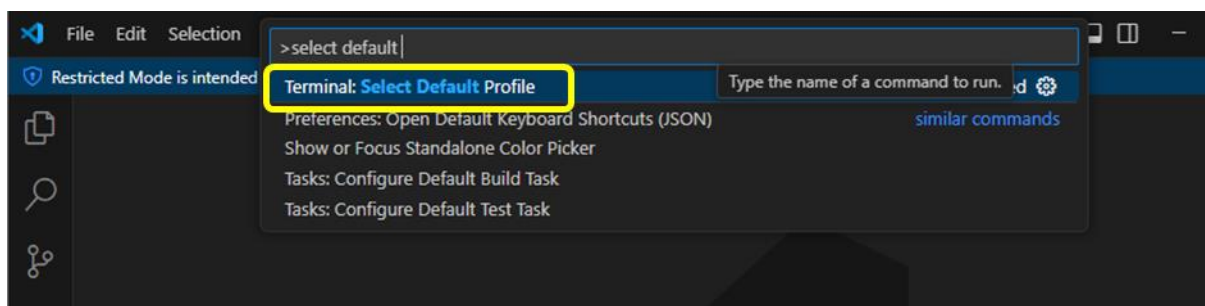 File Edit Selection
>select default
Restricted Mode is intended
Terminal: Select Default Profile
Type the name of a command to run.
Preferences: Open Default Keyboard Shortcuts (JSON)
similar commands
Show or Focus Standalone Color Picker
Tasks: Configure Default Build Task
Tasks: Configure Default Test Task